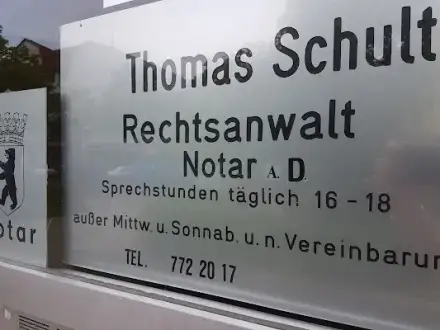 Thomas Schult
Rechtsanwalt
Notar A.D.
Sprechstunden täglich 16-18
außer Mittw. u. Sonnab. u. n. Vereinbarun
TEL. 772 20 17
otar